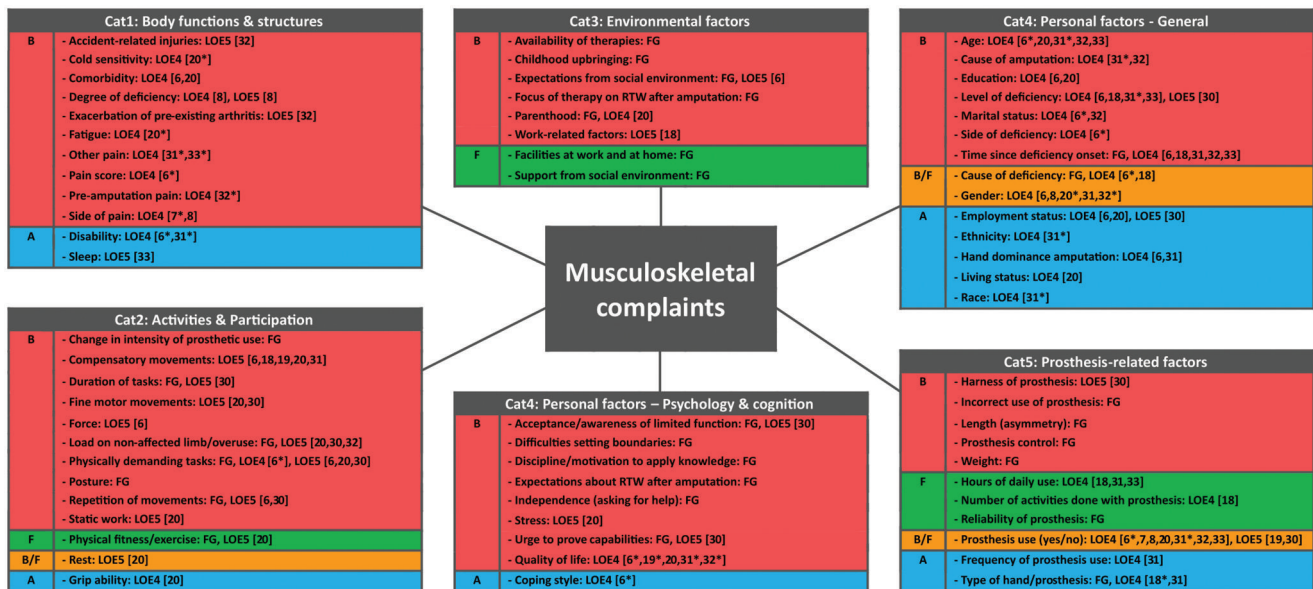 Cat1: Body functions & structures
B
- Accident-related injuries: LOE5 [32]
- Cold sensitivity: LOE4 [20*]
- Comorbidity: LOE4 [6,20]
- Degree of deficiency: LOE4 [8], LOE5 [8]
- Exacerbation of pre-existing arthritis: LOE5 [32]
- Fatigue: LOE4 [20*]
- Other pain: LOE4 [31*,33*]
- Pain score: LOE4 [6*]
- Pre-amputation pain: LOE4 [32*]
- Side of pain: LOE4 [7*,8]
A
- Disability: LOE4 [6*,31*]
- Sleep: LOE5 [33]
Cat3: Environmental factors
B
- Availability of therapies: FG
- Childhood upbringing: FG
- Expectations from social environment: FG, LOE5 [6]
- Focus of therapy on RTW after amputation: FG
- Parenthood: FG, LOE4 [20]
- Work-related factors: LOE5 [18]
F
- Facilities at work and at home: FG
- Support from social environment: FG
Cat4: Personal factors - General
B
- Age: LOE4 [6*,20,31*,32,33]
- Cause of amputation: LOE4 [31*,32]
- Education: LOE4 [6,20]
- Level of deficiency: LOE4 [6,18,31*,33], LOE5 [30]
- Marital status: LOE4 [6*,32]
- Side of deficiency: LOE4 [6*]
- Time since deficiency onset: FG, LOE4 [6,18,31,32,33]
B/F
- Cause of deficiency: FG, LOE4 [6*,18]
- Gender: LOE4 [6,8,20*,31,32*]
A
- Employment status: LOE4 [6,20], LOE5 [30]
- Ethnicity: LOE4 [31*]
- Hand dominance amputation: LOE4 [6,31]
- Living status: LOE4 [20]
- Race: LOE4 [31*]
Musculoskeletal
complaints
Cat2: Activities & Participation
B
- Change in intensity of prosthetic use: FG
- Compensatory movements: LOE5 [6,18,19,20,31]
- Duration of tasks: FG, LOE5 [30]
- Fine motor movements: LOE5 [20,30]
- Force: LOE5 [6]
- Load on non-affected limb/overuse: FG, LOE5 [20,30,32]
- Physically demanding tasks: FG, LOE4 [6*], LOE5 [6,20,30]
- Posture: FG
- Repetition of movements: FG, LOE5 [6,30]
- Static work: LOE5 [20]
F
- Physical fitness/exercise: FG, LOE5 [20]
B/F
- Rest: LOE5 [20]
A
- Grip ability: LOE4 [20]
Cat4: Personal factors – Psychology & cognition
B
- Acceptance/awareness of limited function: FG, LOE5 [30]
- Difficulties setting boundaries: FG
- Discipline/motivation to apply knowledge: FG
- Expectations about RTW after amputation: FG
- Independence (asking for help): FG
- Stress: LOE5 [20]
- Urge to prove capabilities: FG, LOE5 [30]
- Quality of life: LOE4 [6*,19*,20,31*,32*]
A
- Coping style: LOE4 [6*]
Cat5: Prosthesis-related factors
B
- Harness of prosthesis: LOE5 [30]
- Incorrect use of prosthesis: FG
- Length (asymmetry): FG
- Prosthesis control: FG
- Weight: FG
F
- Hours of daily use: LOE4 [18,31,33]
- Number of activities done with prosthesis: LOE4 [18]
- Reliability of prosthesis: FG
B/F
- Prosthesis use (yes/no): LOE4 [6*,7,8,20,31*,32,33], LOE5 [19,30]
A
- Frequency of prosthesis use: LOE4 [31]
- Type of hand/prosthesis: FG, LOE4 [18*,31]